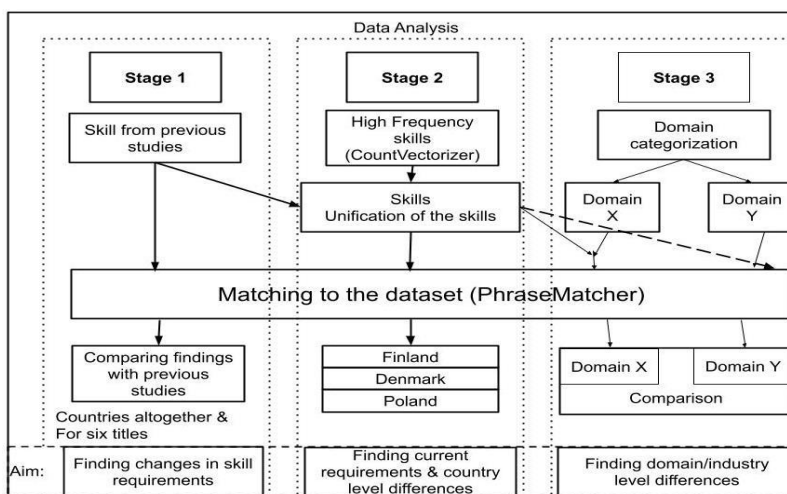 Data Analysis
Stage 1
Stage 2
Stage 3
Skill from previous
studies
High Frequency
skills
(CountVectorizer)
Domain
categorization
Skills
Unification of the skills
Domain
X
Domain
Y
Matching to the dataset (PhraseMatcher)
Comparing findings
with previous
studies
Finland
Denmark
Poland
Domain X
Domain Y
Comparison
Countries altogether &
For six titles
Aim:
Finding changes in skill
requirements
Finding current
requirements & country
level differences
Finding domain/industry
level differences